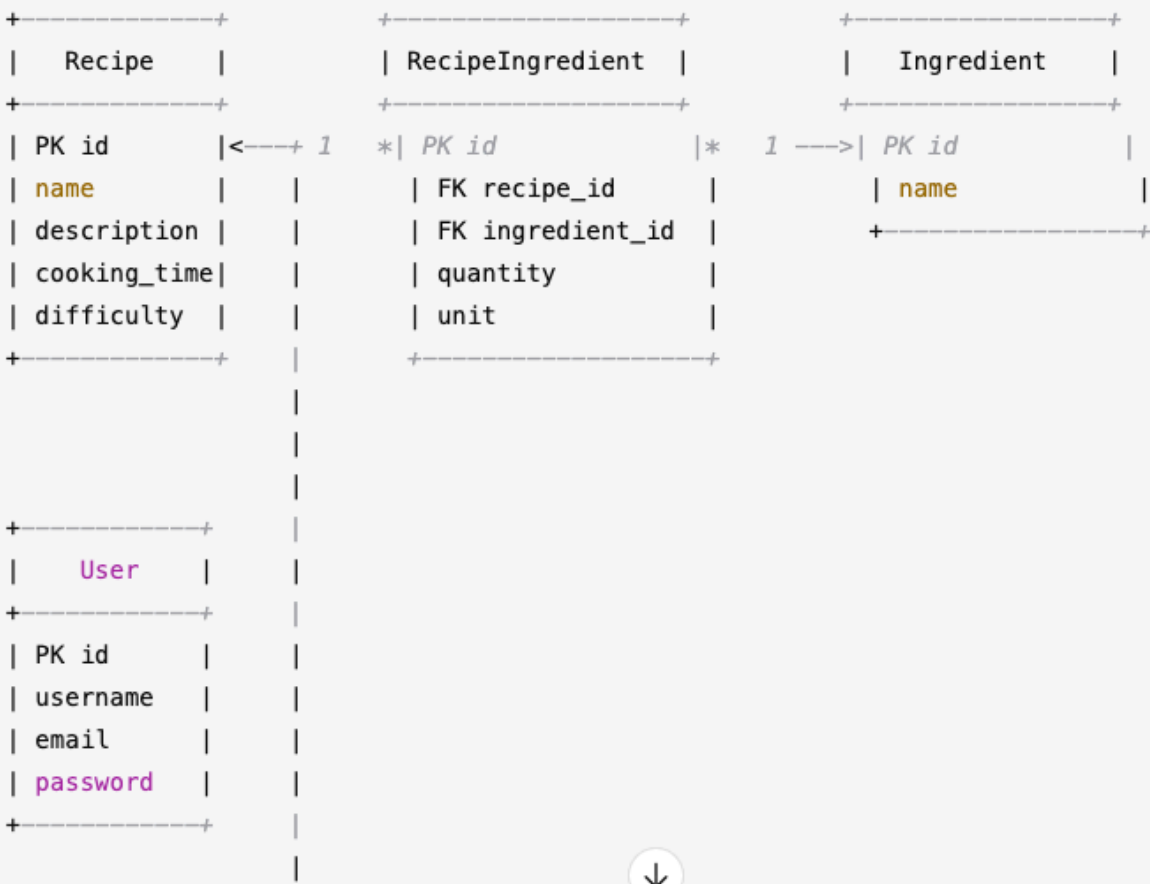 +-------------+          +--------------------+          +------------------+
|   Recipe    |          | RecipeIngredient  |          |   Ingredient    |
+-------------+          +--------------------+          +------------------+
| PK id       |<---+ 1   *| PK id             |*   1 --->| PK id           |
| name        |    |       | FK recipe_id      |          | name            |
| description |    |       | FK ingredient_id  |          +-----------------+
| cooking_time|    |       | quantity          |
| difficulty  |    |       | unit              |
+-------------+    |       +-------------------+
|
|
|
+------------+     |
|    User    |     |
+------------+     |
| PK id      |     |
| username   |     |
| email      |     |
| password   |     |
+------------+     |
|